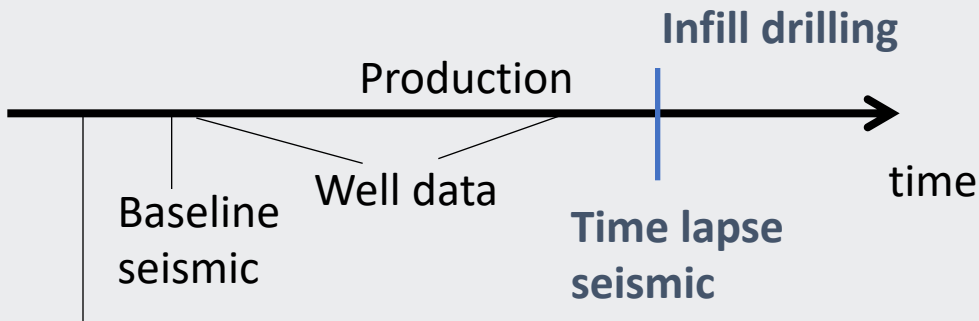 Infill drilling
Production
time
Well data
Baseline
seismic
Time lapse
seismic